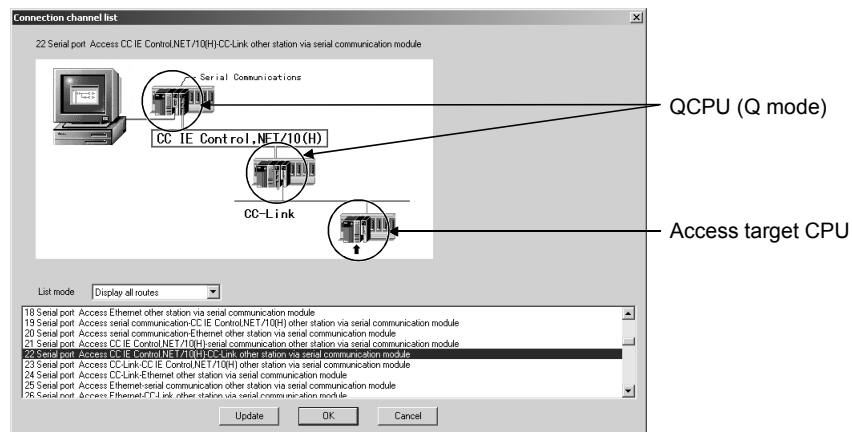 Connection channel list
22 Serial port Access CC IE Control,NET/10(H)-CC-Link other station via serial communication module
Serial Communications
QCPU (Q mode)
CC IE Control,NET/10(H)
CC-Link
Access target CPU
List mode
Display all routes
18 Serial port Access Ethernet other station via serial communication module
19 Serial port Access serial communication-CC IE Control,NET/10(H) other station via serial communication module
20 Serial port Access serial communication-Ethernet other station via serial communication module
21 Serial port Access CC IE Control,NET/10(H)-serial communication other station via serial communication module
22 Serial port Access CC IE Control,NET/10(H)-CC-Link other station via serial communication module
23 Serial port Access CC-Link-CC IE Control,NET/10(H) other station via serial communication module
24 Serial port Access CC-Link-Ethernet other station via serial communication module
25 Serial port Access Ethernet-serial communication other station via serial communication module
26 Serial port Access Ethernet-CC-Link other station via serial communication module
Update
OK
Cancel